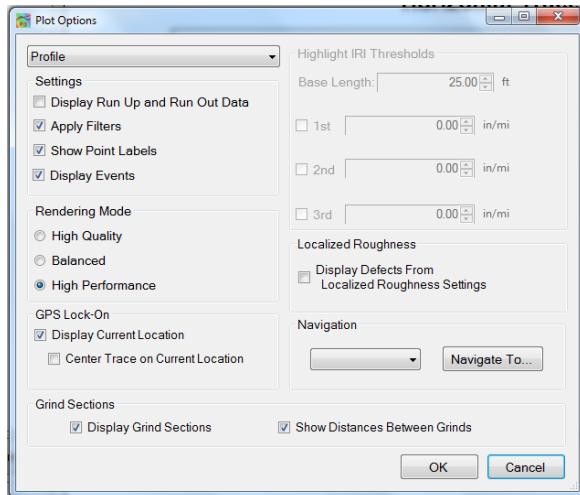 Plot Options
Profile
Settings
Display Run Up and Run Out Data
Apply Filters
Show Point Labels
Display Events
Rendering Mode
High Quality
Balanced
High Performance
GPS Lock-On
Display Current Location
Center Trace on Current Location
Highlight IRI Thresholds
Base Length: 25.00 ft
1st 0.00 in/mi
2nd 0.00 in/mi
3rd 0.00 in/mi
Localized Roughness
Display Defects From
Localized Roughness Settings
Navigation
Navigate To...
Grind Sections
Display Grind Sections
Show Distances Between Grinds
OK
Cancel